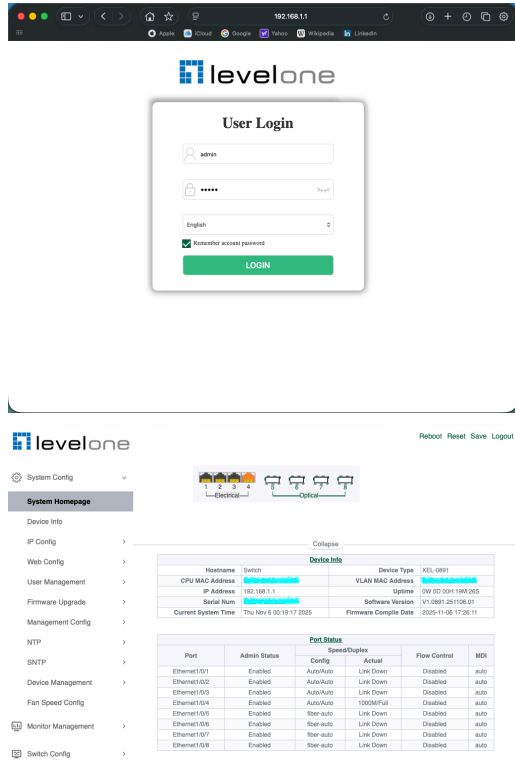 192.168.1.1
Apple iCloud Google Yahoo Wikipedia LinkedIn
levelone
User Login
admin
•••••
English
Remember account password
LOGIN
levelone
Reboot Reset Save Logout
System Config
System Homepage
Device Info
IP Config
Web Config
User Management
Firmware Upgrade
Management Config
NTP
SNTP
Device Management
Fan Speed Config
Monitor Management
Switch Config
1 2 3 4 5 6 7 8
Electrical Optical
Collapse
Device Info
Hostname Switch Device Type XEL-0891
CPU MAC Address VLAN MAC Address
IP Address 192.168.1.1 Uptime 0W 0D 00H:19M:26S
Serial Num Software Version V1.0891.251106.01
Current System Time Thu Nov 6 00:19:17 2025 Firmware Compile Date 2025-11-06 17:26:11
Port Status
Port Admin Status Speed/Duplex Flow Control MDI
Config Actual
Ethernet1/0/1 Enabled Auto/Auto Link Down Disabled auto
Ethernet1/0/2 Enabled Auto/Auto Link Down Disabled auto
Ethernet1/0/3 Enabled Auto/Auto Link Down Disabled auto
Ethernet1/0/4 Enabled Auto/Auto 1000M/Full Disabled auto
Ethernet1/0/5 Enabled fiber-auto Link Down Disabled auto
Ethernet1/0/6 Enabled fiber-auto Link Down Disabled auto
Ethernet1/0/7 Enabled fiber-auto Link Down Disabled auto
Ethernet1/0/8 Enabled fiber-auto Link Down Disabled auto